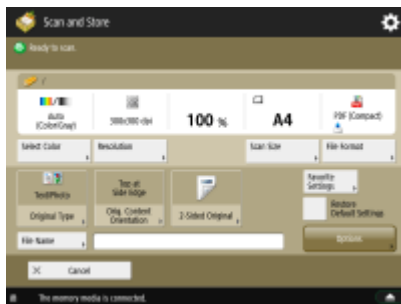 Scan and Store
Ready to scan.
/
Auto
(Color/Gray)
300x300 dpi
100 %
A4
PDF (Compact)
Select Color
Resolution
Scan Size
File Format
Text/Photo
Original Type
Top at
Side Edge
Orig. Content
Orientation
2-Sided Original
Favorite
Settings
Restore
Default Settings
File Name
Options
Cancel
The memory media is connected.